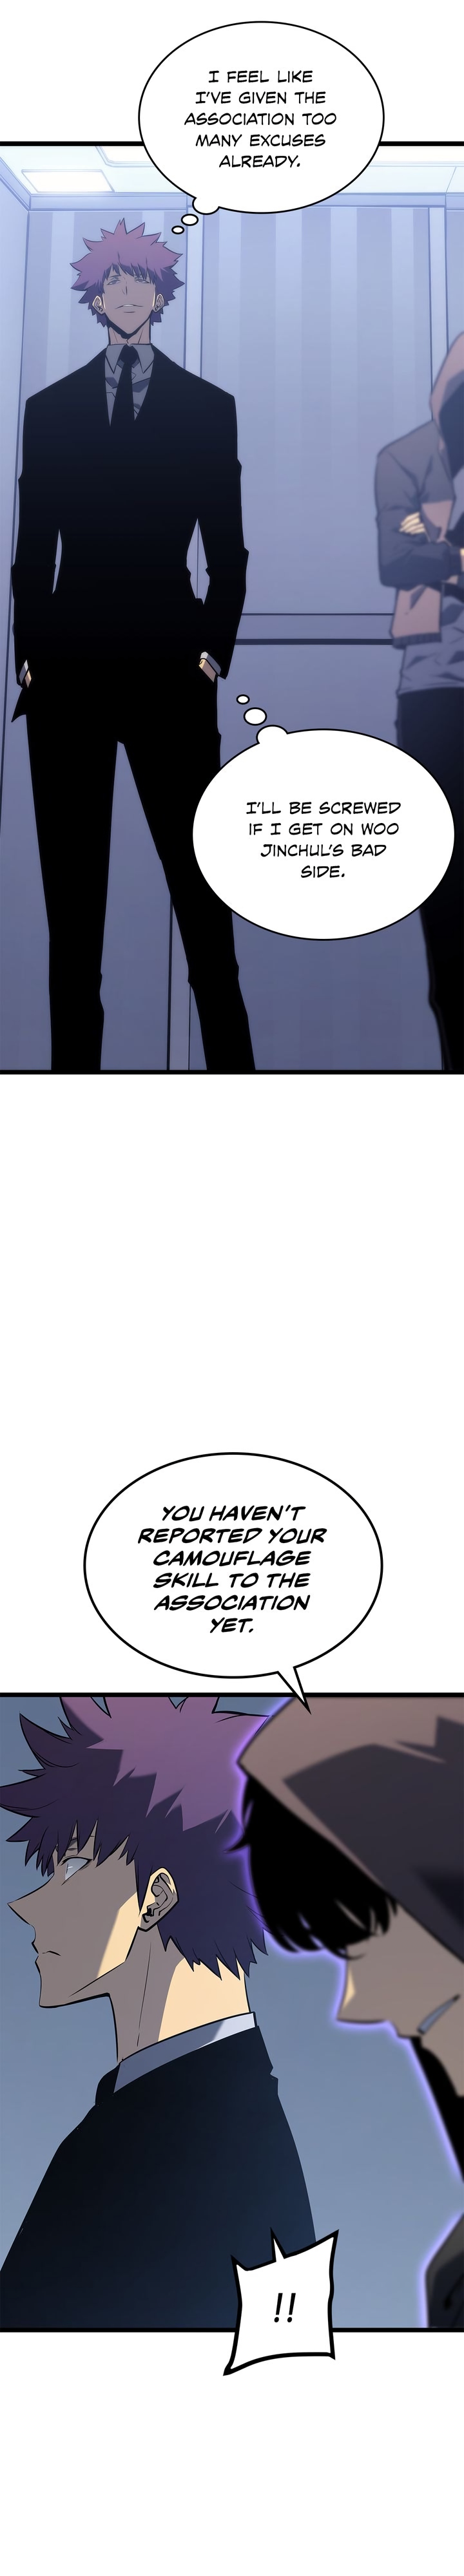 I FEEL LIKE
I'VE GIVEN THE
ASSOCIATION TOO
MANY EXCUSES
ALREADY.
I'LL BE SCREWED
IF I GET ON WOO
JINCHUL'S BAD
SIDE.
YOU HAVEN'T
REPORTED YOUR
CAMOUFLAGE
SKILL TO THE
ASSOCIATION
YET.
!!